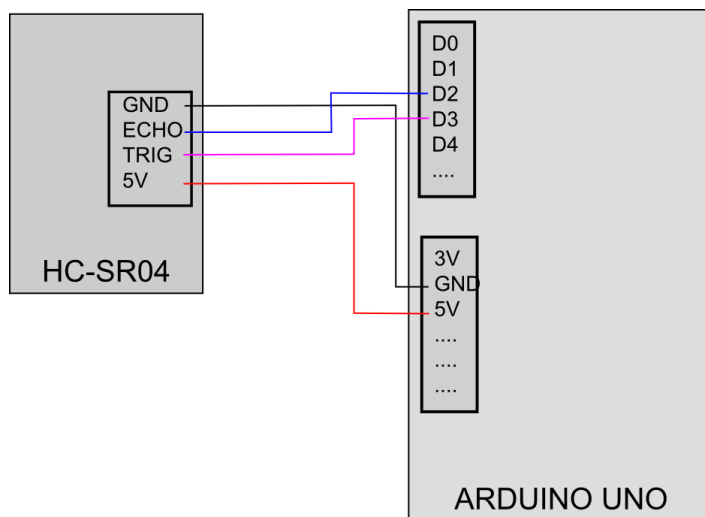 GND
ECHO
TRIG
5V
HC-SR04
D0
D1
D2
D3
D4
....
3V
GND
5V
....
....
....
ARDUINO UNO